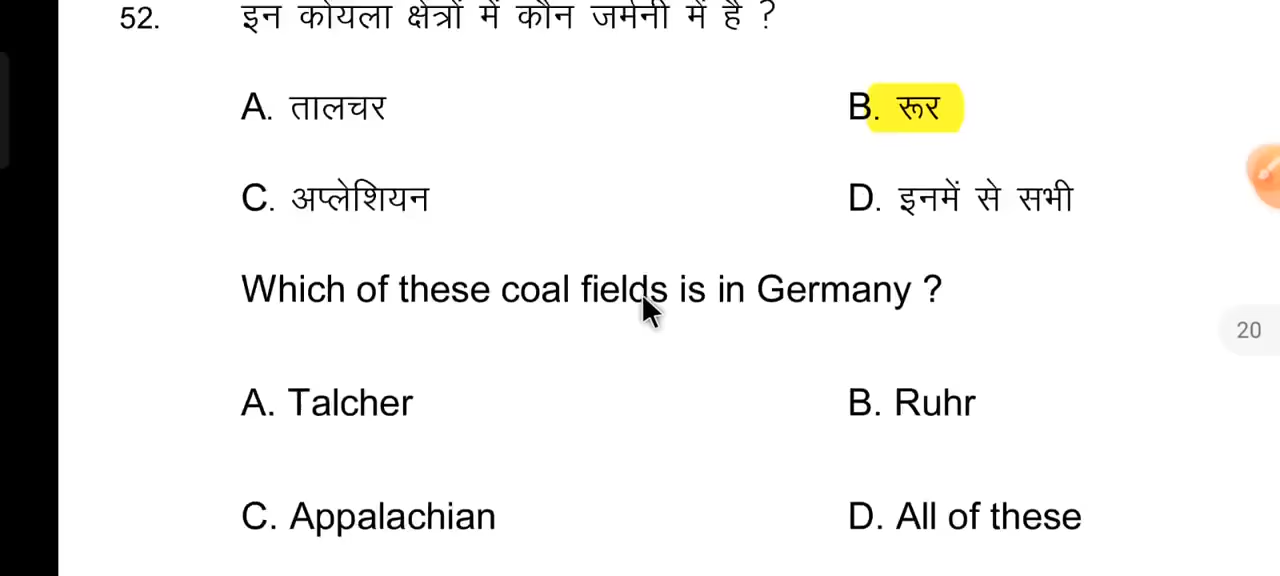 52. इन कोयला क्षेत्रों में कौन जर्मनी में है ?
A. तालचर B. रूर
C. अप्लेशियन D. इनमें से सभी
Which of these coal fields is in Germany ?
20
A. Talcher B. Ruhr
C. Appalachian D. All of these